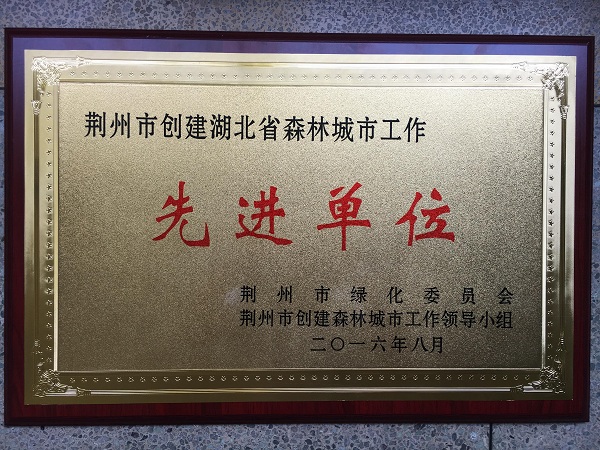 荆州市创建湖北省森林城市工作
先进单位
荆州市绿化委员会
荆州市创建森林城市工作领导小组
二〇一六年八月